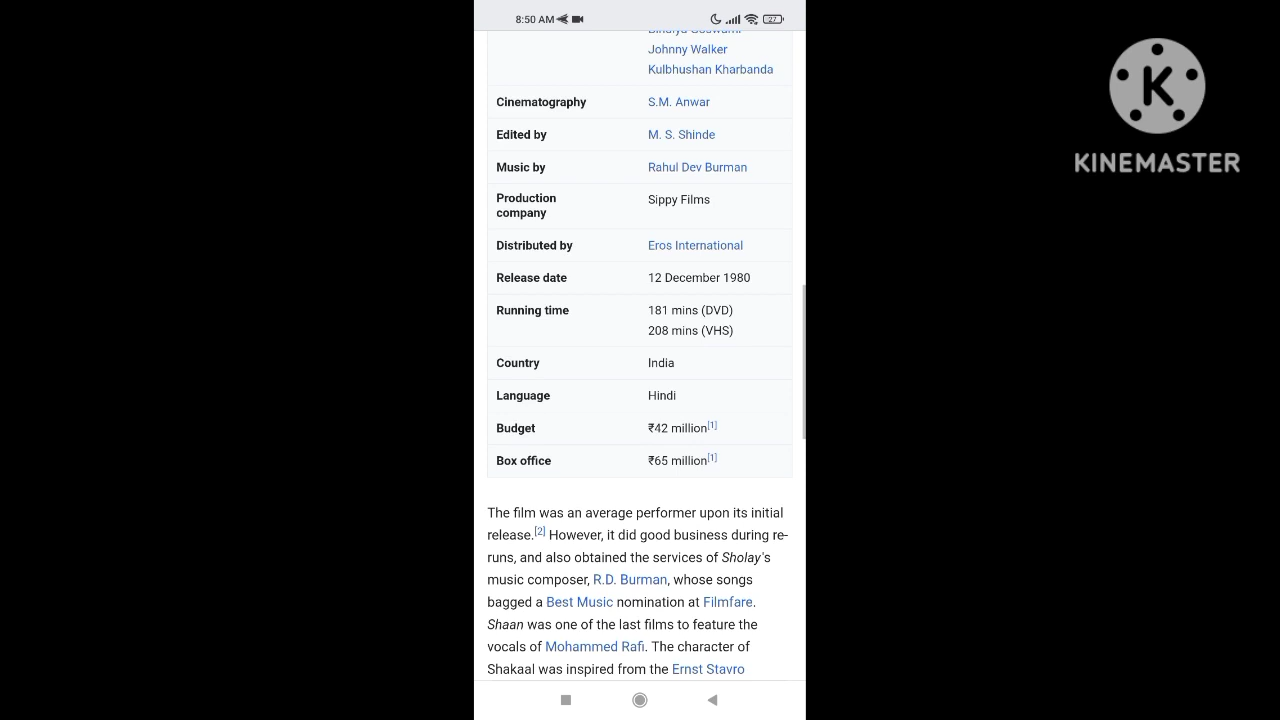 8:50 AM
27
Johnny Walker
Kulbhushan Kharbanda
Cinematography S.M. Anwar
Edited by M. S. Shinde
Music by Rahul Dev Burman
Production company Sippy Films
Distributed by Eros International
Release date 12 December 1980
Running time 181 mins (DVD)
208 mins (VHS)
Country India
Language Hindi
Budget ₹42 million[1]
Box office ₹65 million[1]
The film was an average performer upon its initial
release.[2] However, it did good business during re-
runs, and also obtained the services of Sholay's
music composer, R.D. Burman, whose songs
bagged a Best Music nomination at Filmfare.
Shaan was one of the last films to feature the
vocals of Mohammed Rafi. The character of
Shakaal was inspired from the Ernst Stavro
K
KINEMASTER